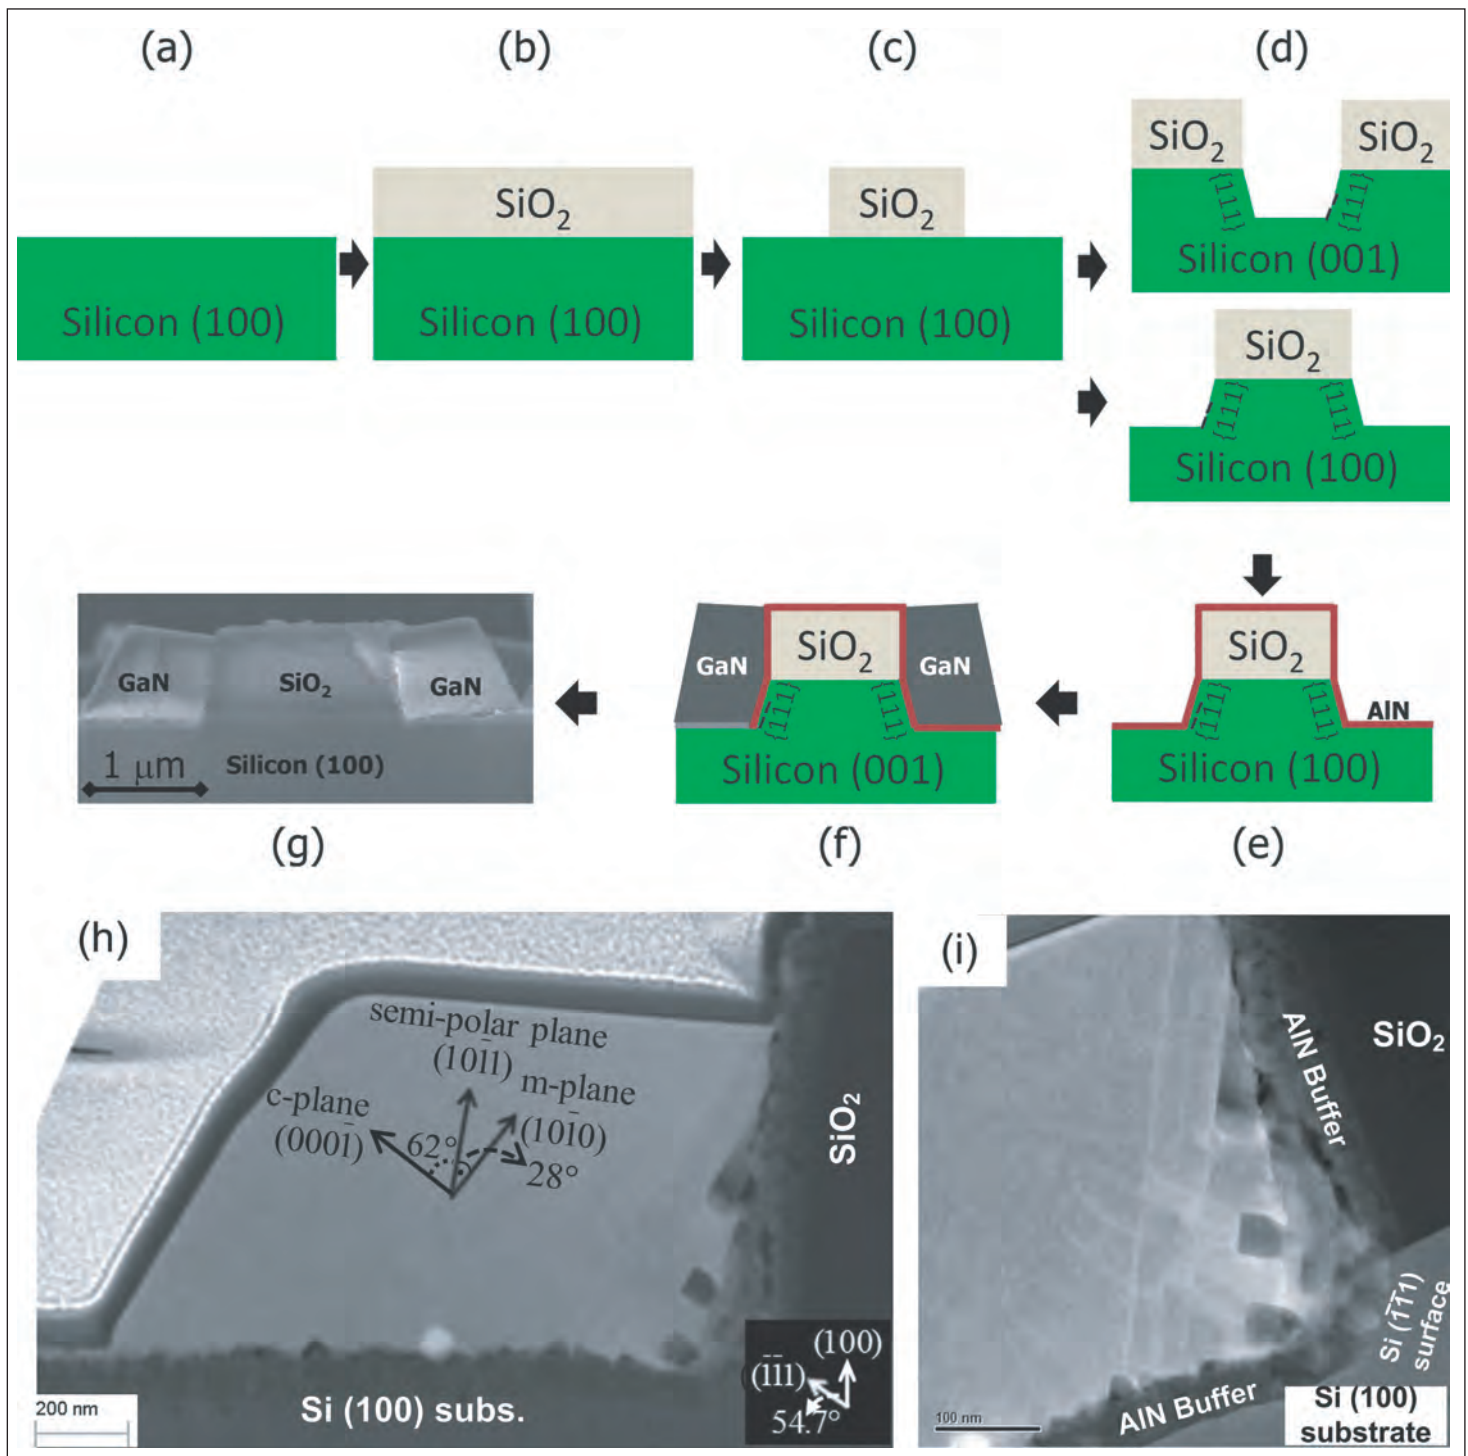 (a)
(b)
(c)
(d)
Silicon (100)
SiO2
Silicon (100)
SiO2
Silicon (100)
SiO2
SiO2
{111}
{111}
Silicon (001)
SiO2
{111}
{111}
Silicon (100)
GaN
SiO2
GaN
1 μm
Silicon (100)
GaN
SiO2
GaN
{111}
{111}
Silicon (001)
SiO2
{111}
{111}
AlN
Silicon (100)
(g)
(f)
(e)
(h)
semi-polar plane
(101̄1)
c-plane
(0001̄)
m-plane
(101̄0)
62°
28°
SiO2
Si (100) subs.
200 nm
(100)
(1̄1̄1)
54.7°
(i)
SiO2
AlN Buffer
Si (1̄1̄1)
surface
AlN Buffer
Si (100)
substrate
100 nm